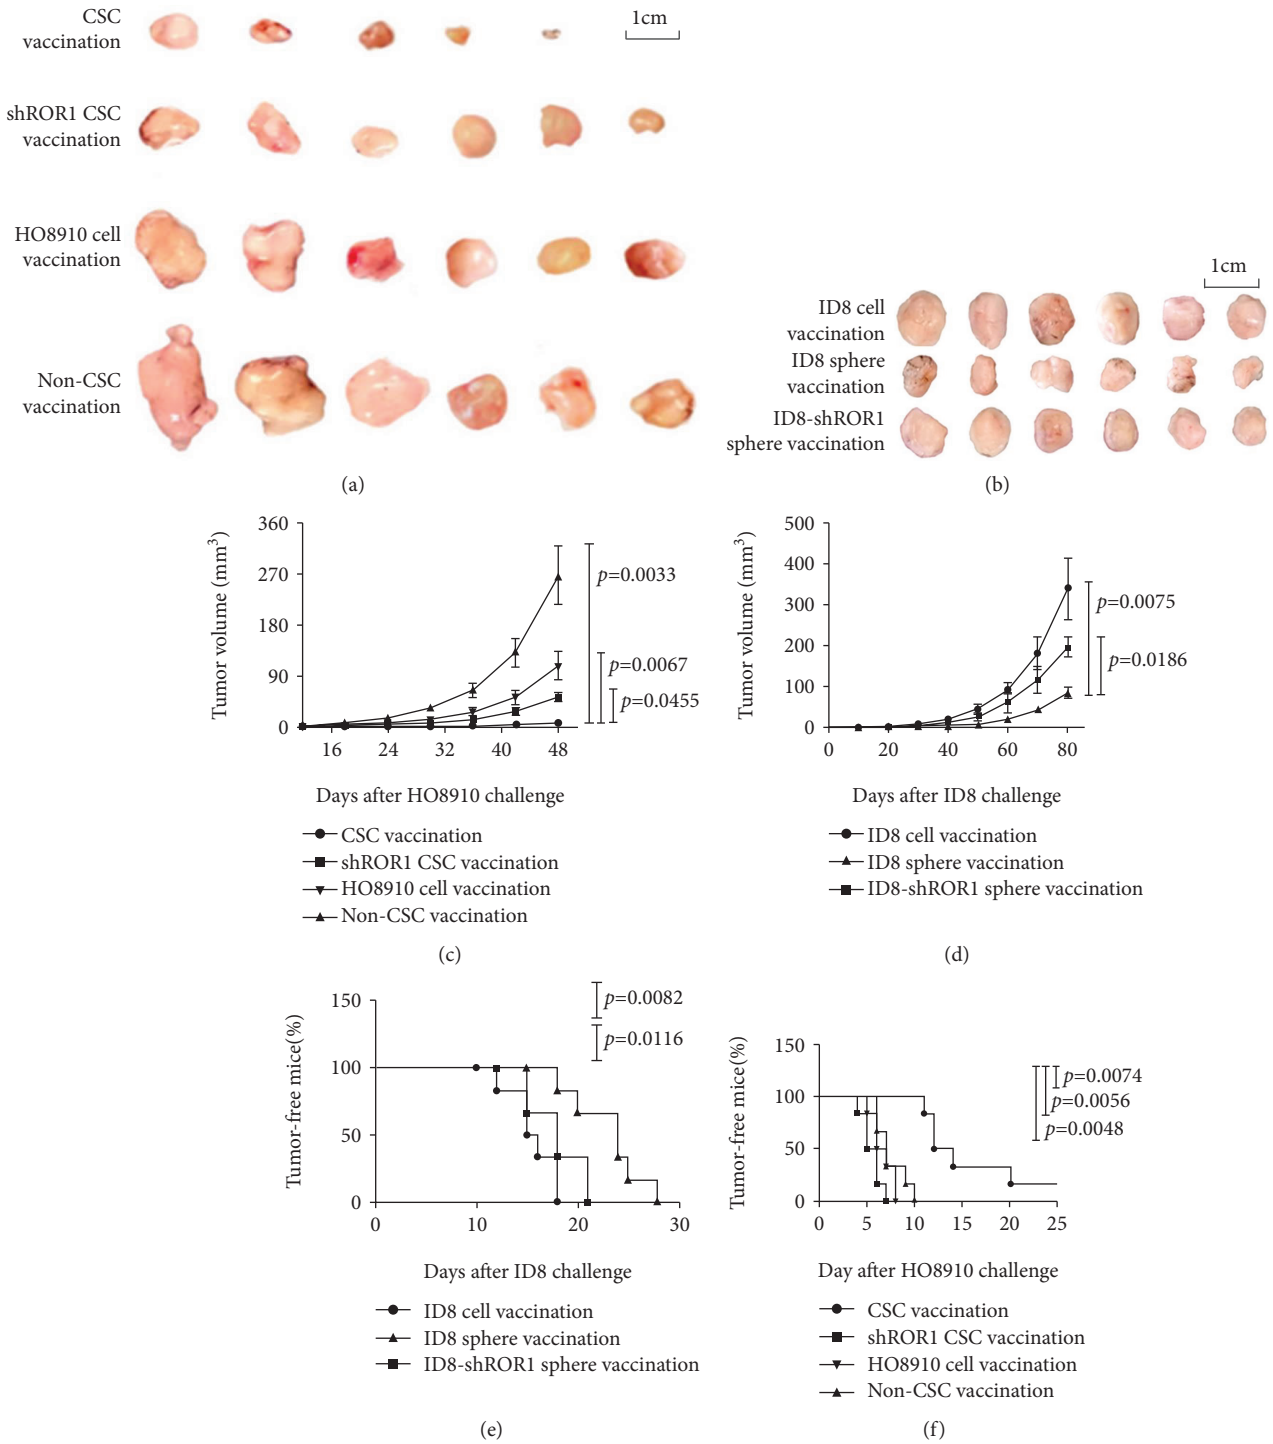 CSC
vaccination
1cm
shROR1 CSC
vaccination
HO8910 cell
vaccination
Non-CSC
vaccination
(a)
1cm
ID8 cell
vaccination
ID8 sphere
vaccination
ID8-shROR1
sphere vaccination
(b)
Tumor volume (mm³)
360
270
180
90
0
16 24 32 40 48
p=0.0033
p=0.0067
p=0.0455
Days after HO8910 challenge
CSC vaccination
shROR1 CSC vaccination
HO8910 cell vaccination
Non-CSC vaccination
(c)
Tumor volume (mm³)
500
400
300
200
100
0
0 20 40 60 80
p=0.0075
p=0.0186
Days after ID8 challenge
ID8 cell vaccination
ID8 sphere vaccination
ID8-shROR1 sphere vaccination
(d)
Tumor-free mice(%)
150
100
50
0
0 10 20 30
p=0.0082
p=0.0116
Days after ID8 challenge
ID8 cell vaccination
ID8 sphere vaccination
ID8-shROR1 sphere vaccination
(e)
Tumor-free mice(%)
150
100
50
0
0 5 10 15 20 25
p=0.0074
p=0.0056
p=0.0048
Day after HO8910 challenge
CSC vaccination
shROR1 CSC vaccination
HO8910 cell vaccination
Non-CSC vaccination
(f)